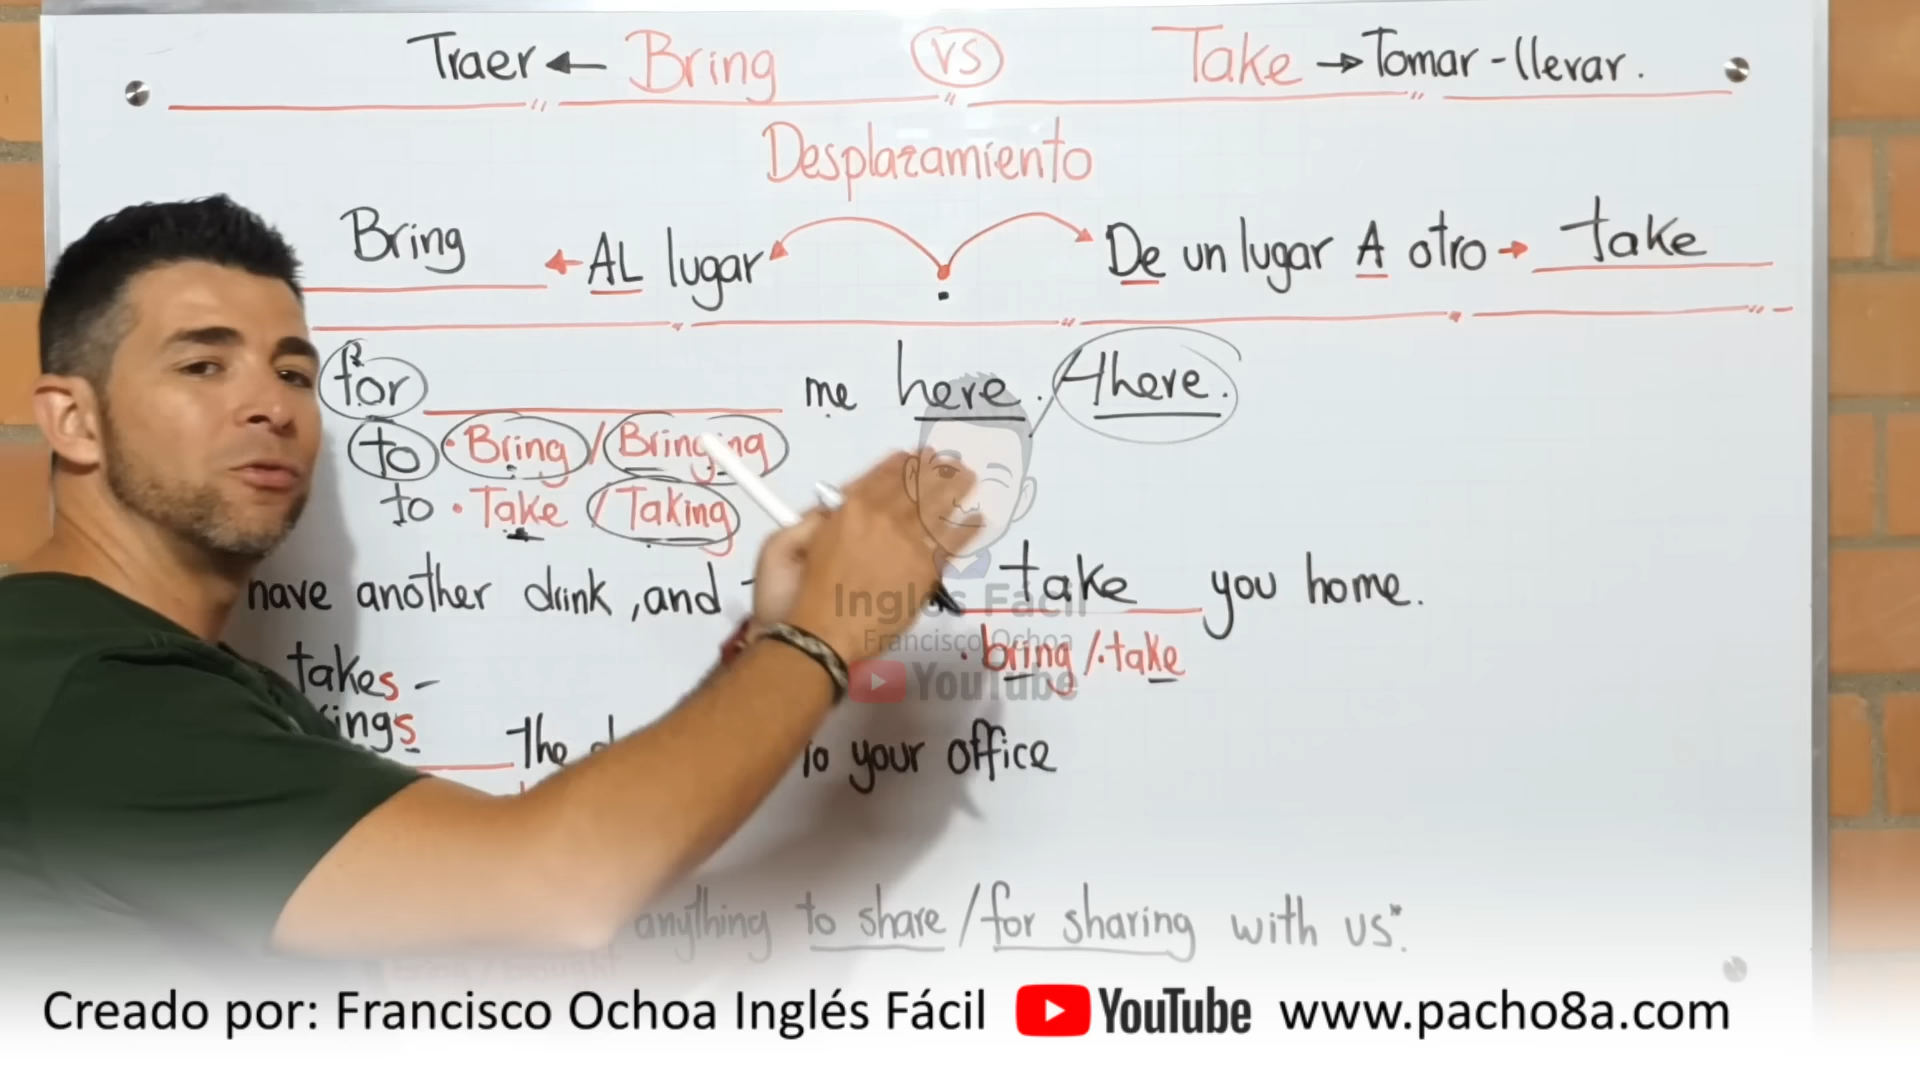 Traer ← Bring vs Take → Tomar - llevar.
Desplazamiento
Bring ← AL lugar De un lugar A otro → take
for me here. / there.
to • Bring / Bringing
to • Take / Taking
have another drink, and take you home.
• bring / • take
takes -
ings
The to your office
anything to share / for sharing with us".
Inglés Fácil
Francisco Ochoa
YouTube
Creado por: Francisco Ochoa Inglés Fácil YouTube www.pacho8a.com